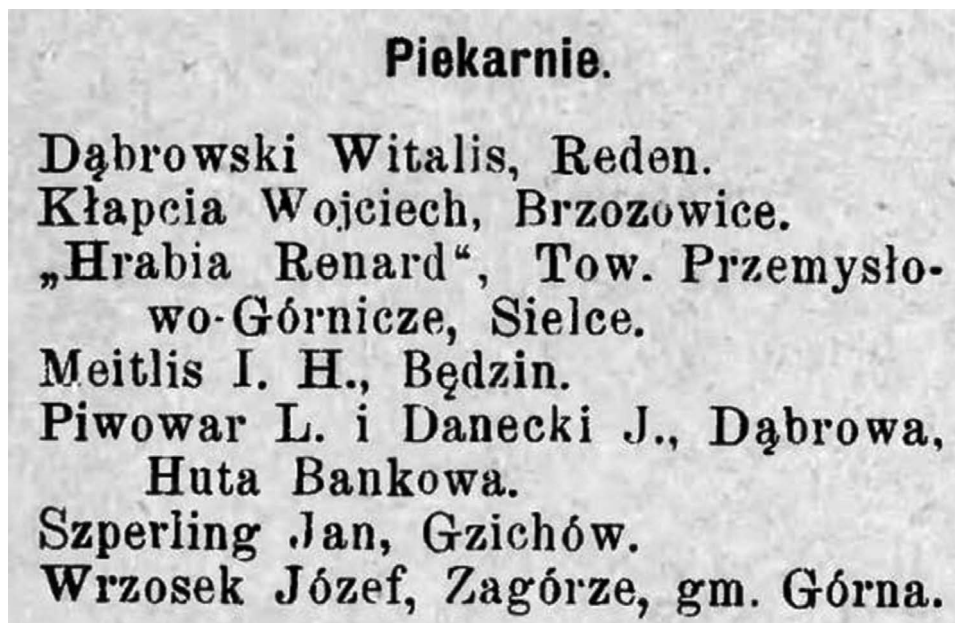 Piekarnie.
Dąbrowski Witalis, Reden.
Kłapcia Wojciech, Brzozowice.
„Hrabia Renard“, Tow. Przemysło-
wo-Górnicze, Sielce.
Meitlis I. H., Będzin.
Piwowar L. i Danecki J., Dąbrowa,
Huta Bankowa.
Szperling Jan, Gzichów.
Wrzosek Józef, Zagórze, gm. Górna.